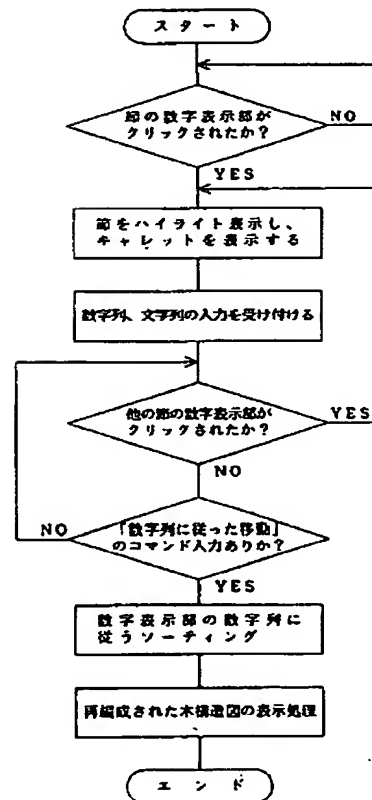 スタート
節の数字表示部が
クリックされたか?
NO
YES
節をハイライト表示し、
キャレットを表示する
数字列、文字列の入力を受け付ける
他の節の数字表示部が
クリックされたか?
YES
NO
「数字列に従った移動」
のコマンド入力ありか?
NO
YES
数字表示部の数字列に
従うソーティング
再編成された木構造図の表示処理
エンド